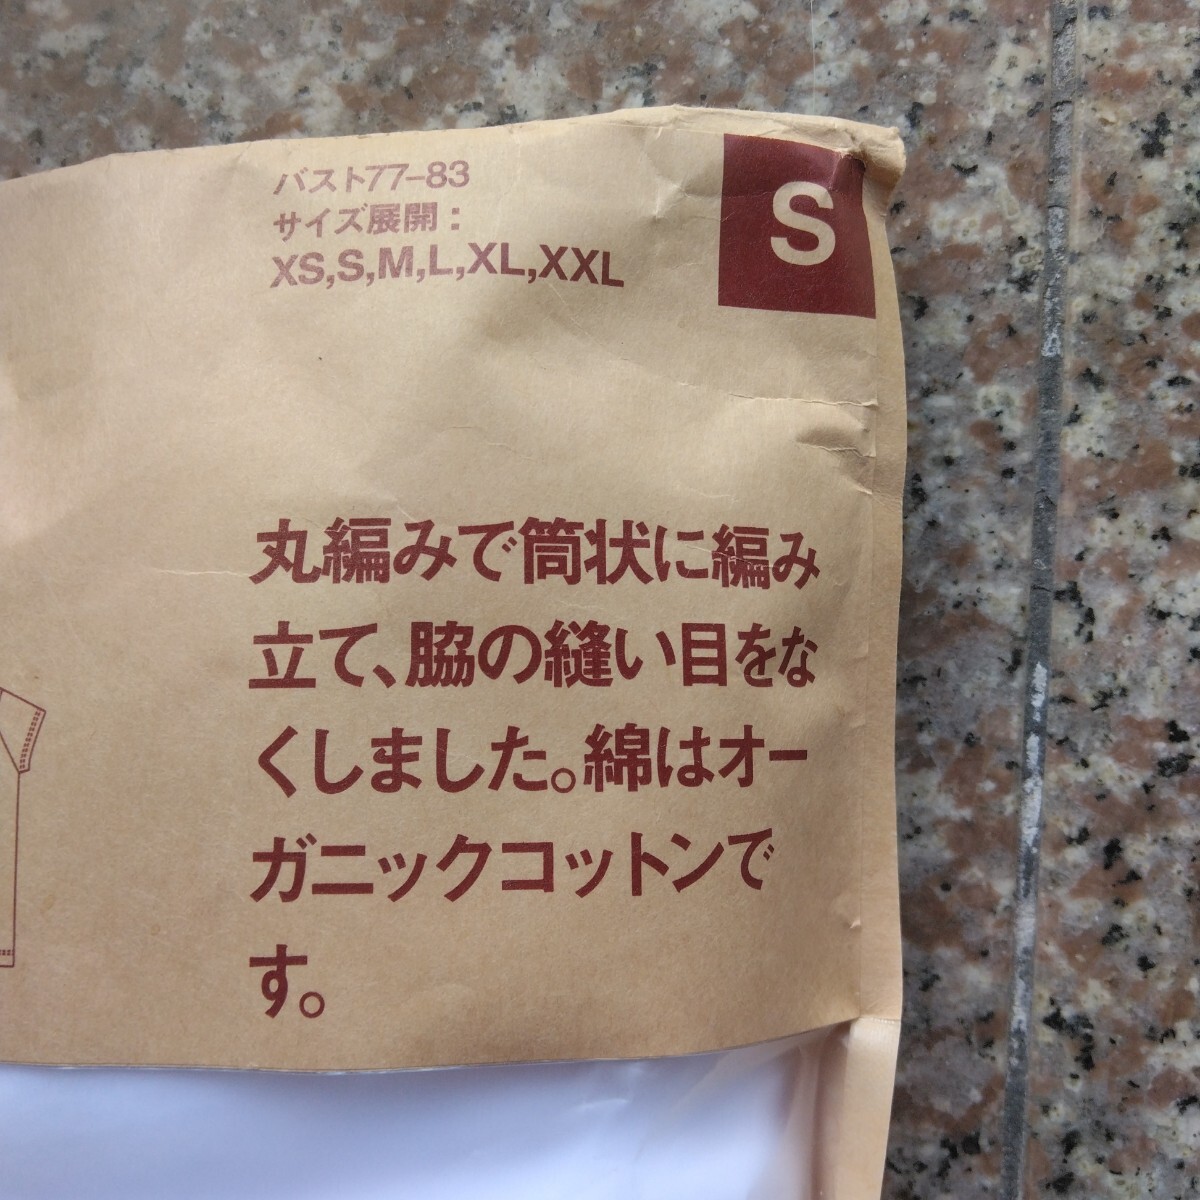 バスト77-83
サイズ展開：
XS,S,M,L,XL,XXL
S
丸編みで筒状に編み
立て、脇の縫い目をな
くしました。綿はオー
ガニックコットンで
す。